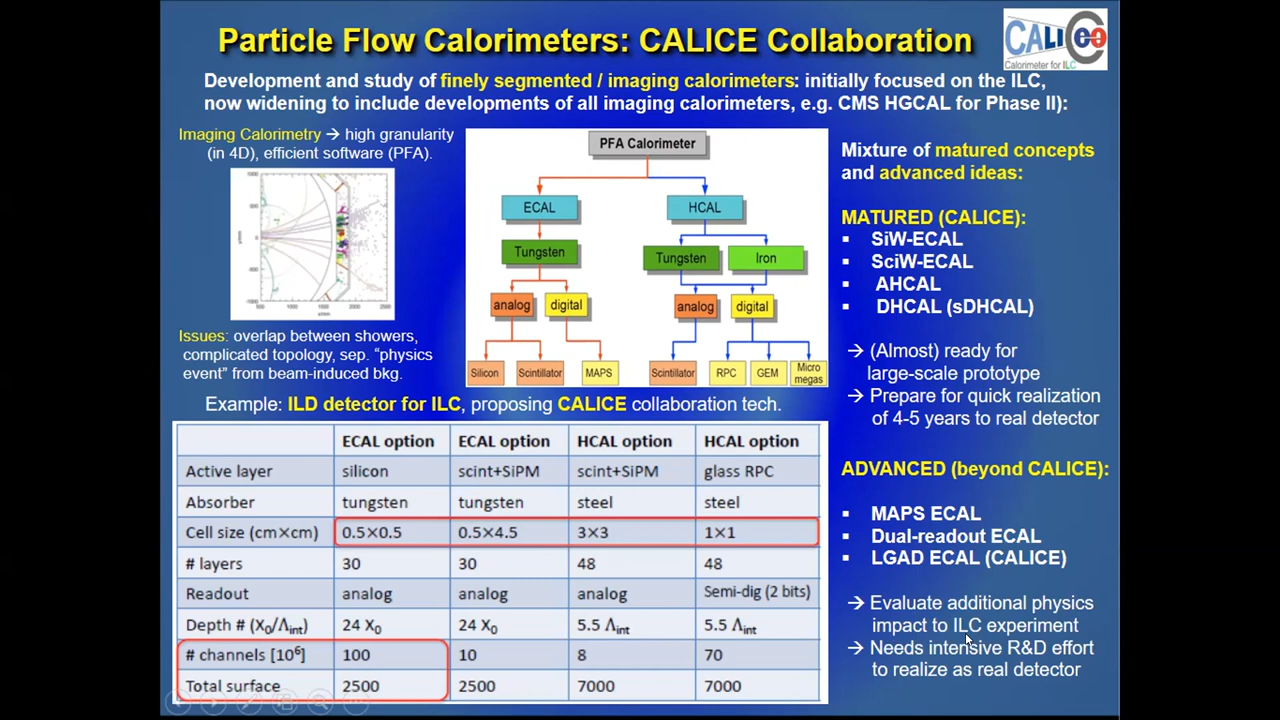 Particle Flow Calorimeters: CALICE Collaboration
CALICE
Calorimeter for ILC
Development and study of finely segmented / imaging calorimeters: initially focused on the ILC,
now widening to include developments of all imaging calorimeters, e.g. CMS HGCAL for Phase II):
Imaging Calorimetry → high granularity
(in 4D), efficient software (PFA).
Issues: overlap between showers,
complicated topology, sep. “physics
event” from beam-induced bkg.
PFA Calorimeter
ECAL HCAL
Tungsten Tungsten Iron
analog digital analog digital
Silicon Scintillator MAPS Scintillator RPC GEM Micro
megas
Mixture of matured concepts
and advanced ideas:
MATURED (CALICE):
▪ SiW-ECAL
▪ SciW-ECAL
▪ AHCAL
▪ DHCAL (sDHCAL)
→ (Almost) ready for
large-scale prototype
→ Prepare for quick realization
of 4-5 years to real detector
ADVANCED (beyond CALICE):
▪ MAPS ECAL
▪ Dual-readout ECAL
▪ LGAD ECAL (CALICE)
→ Evaluate additional physics
impact to ILC experiment
→ Needs intensive R&D effort
to realize as real detector
Example: ILD detector for ILC, proposing CALICE collaboration tech.
ECAL option ECAL option HCAL option HCAL option
Active layer silicon scint+SiPM scint+SiPM glass RPC
Absorber tungsten tungsten steel steel
Cell size (cm×cm) 0.5×0.5 0.5×4.5 3×3 1×1
# layers 30 30 48 48
Readout analog analog analog Semi-dig (2 bits)
Depth # (X₀/Λint) 24 X₀ 24 X₀ 5.5 Λint 5.5 Λint
# channels [10⁶] 100 10 8 70
Total surface 2500 2500 7000 7000